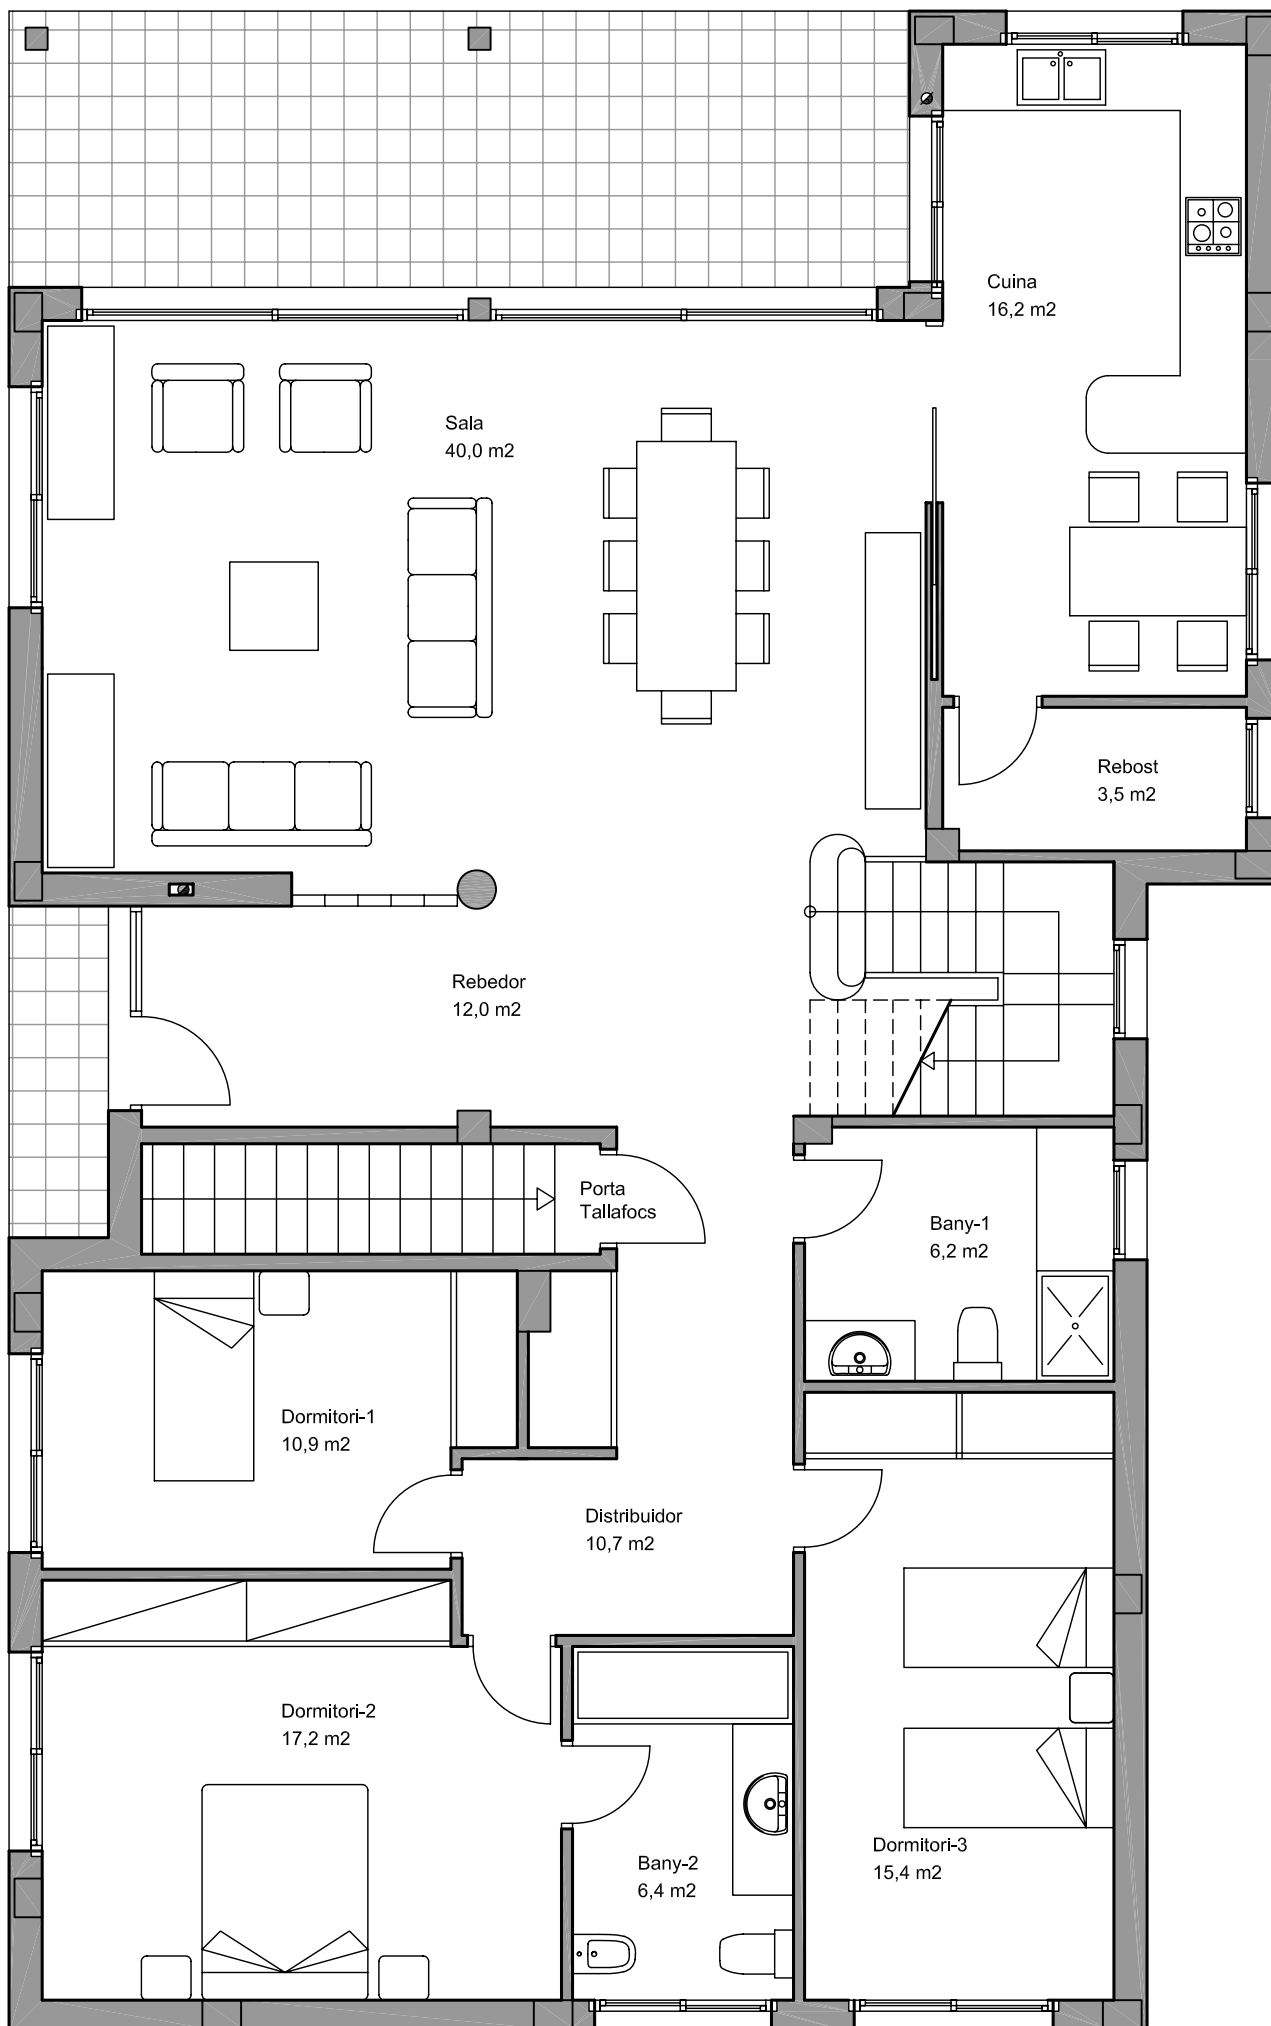 Cuina
16,2 m2
Sala
40,0 m2
Rebost
3,5 m2
Rebedor
12,0 m2
Porta
Tallafocs
Bany-1
6,2 m2
Dormitori-1
10,9 m2
Distribuidor
10,7 m2
Dormitori-2
17,2 m2
Dormitori-3
15,4 m2
Bany-2
6,4 m2